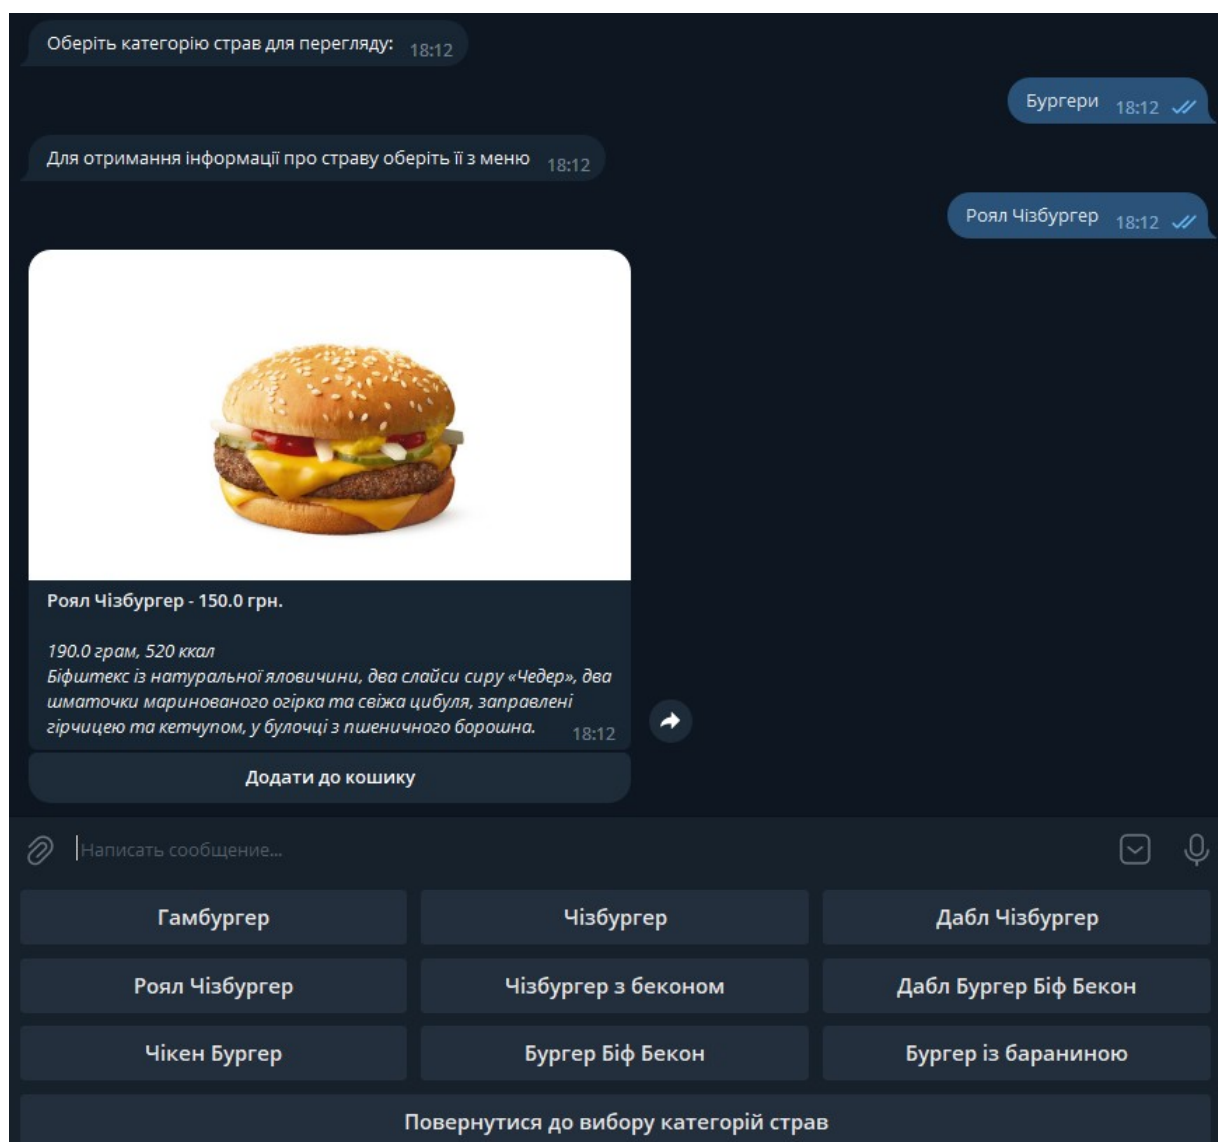 Оберіть категорію страв для перегляду: 18:12
Бургери 18:12
Для отримання інформації про страву оберіть її з меню 18:12
Роял Чізбургер 18:12
Роял Чізбургер - 150.0 грн.
190.0 грам, 520 ккал
Біфштекс із натуральної яловичини, два слайси сиру «Чедер», два
шматочки маринованого огірка та свіжа цибуля, заправлені
гірчицею та кетчупом, у булочці з пшеничного борошна. 18:12
Додати до кошику
Написать сообщение...
Гамбургер
Чізбургер
Дабл Чізбургер
Роял Чізбургер
Чізбургер з беконом
Дабл Бургер Біф Бекон
Чікен Бургер
Бургер Біф Бекон
Бургер із бараниною
Повернутися до вибору категорій страв